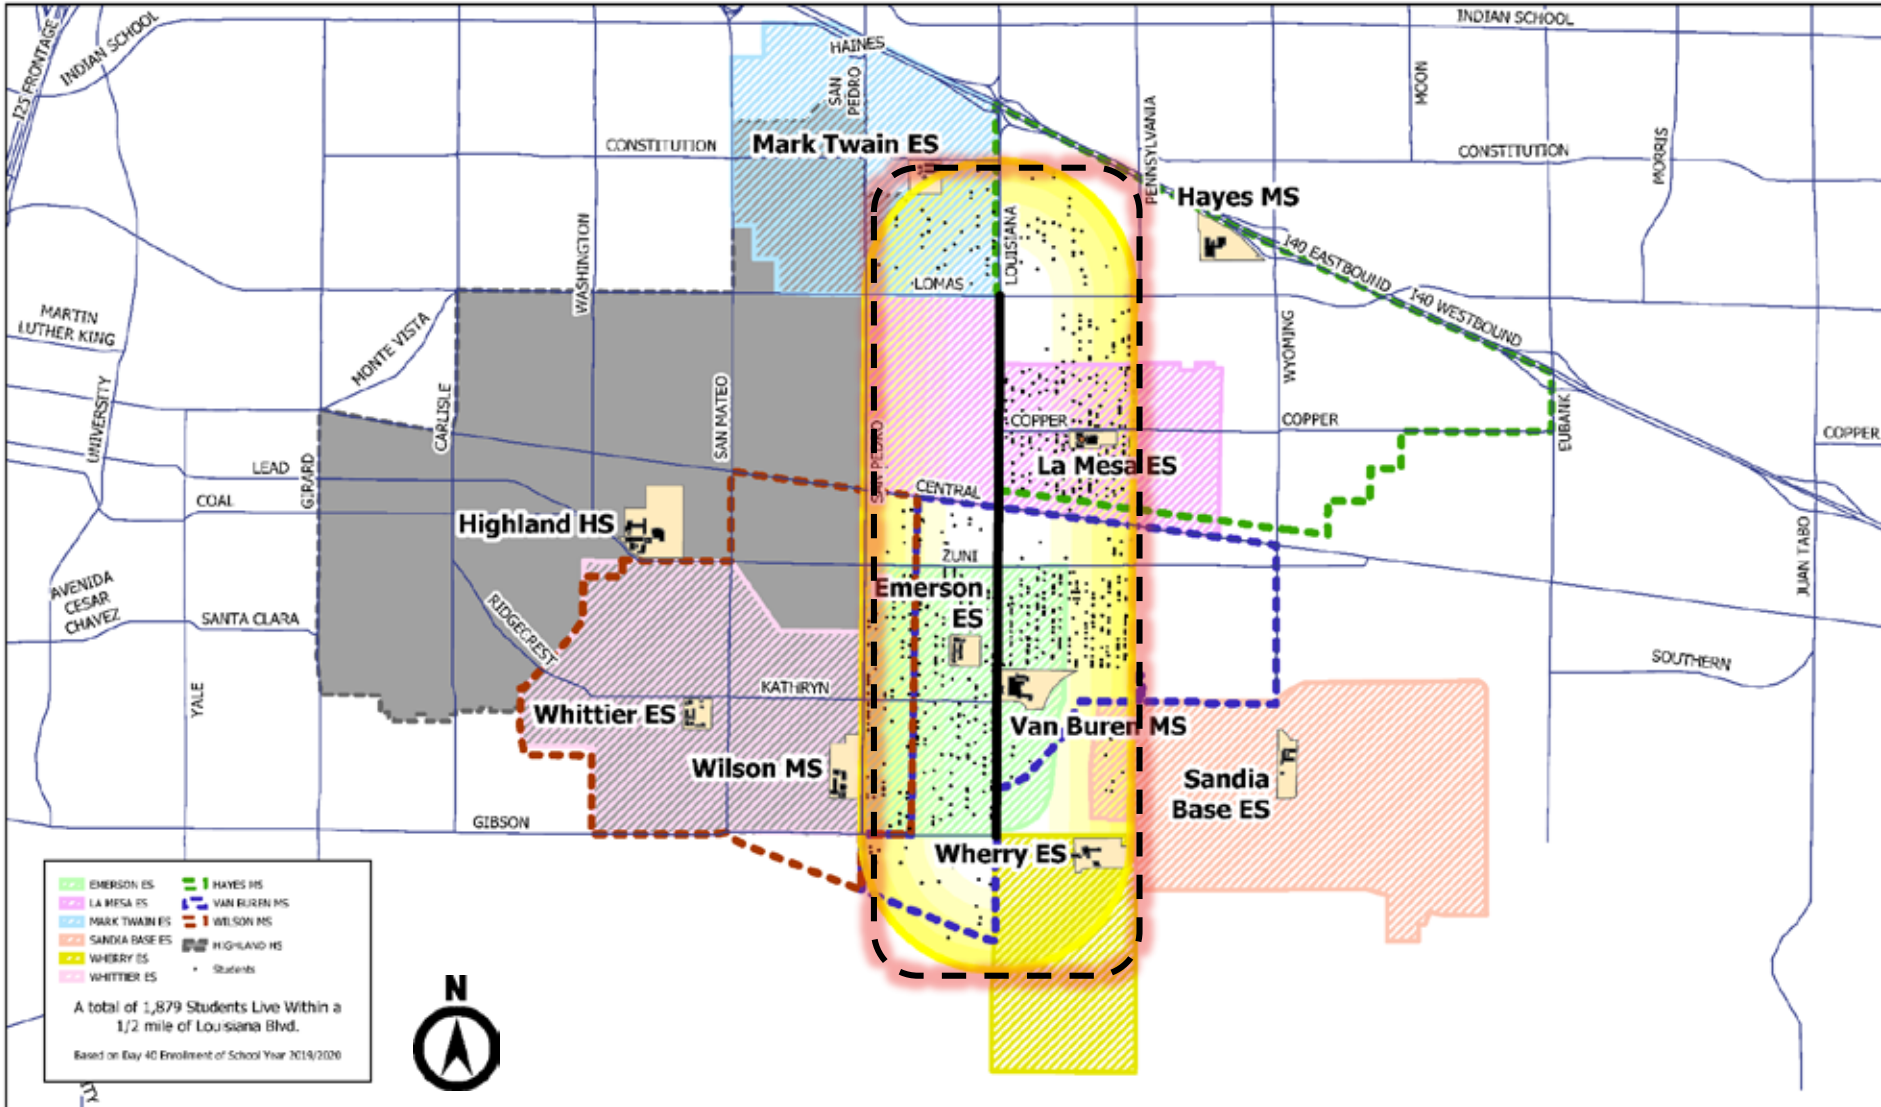 I25 FRONTAGE
INDIAN SCHOOL
INDIAN SCHOOL
HAINES
SAN
PEDRO
MOON
PENNSYLVANIA
CONSTITUTION
Mark Twain ES
CONSTITUTION
MORRIS
Hayes MS
WASHINGTON
LOUISIANA
I40 EASTBOUND
I40 WESTBOUND
LOMAS
MARTIN
LUTHER KING
MONTE VISTA
WYOMING
UNIVERSITY
CARLISLE
SAN MATEO
SAN PEDRO
COPPER
COPPER
EUBANK
COPPER
La Mesa ES
LEAD
GIRARD
COAL
CENTRAL
Highland HS
ZUNI
JUAN TABO
AVENIDA
CESAR
CHAVEZ
Emerson
ES
SANTA CLARA
RIDGECREST
SOUTHERN
YALE
KATHRYN
Whittier ES
Van Buren MS
Wilson MS
Sandia
Base ES
GIBSON
Wherry ES
EMERSON ES
LA MESA ES
MARK TWAIN ES
SANDIA BASE ES
WHERRY ES
WHITTIER ES
HAYES MS
VAN BUREN MS
WILSON MS
HIGHLAND HS
Students
A total of 1,879 Students Live Within a
1/2 mile of Louisiana Blvd.
Based on Day 40 Enrollment of School Year 2019/2020
N